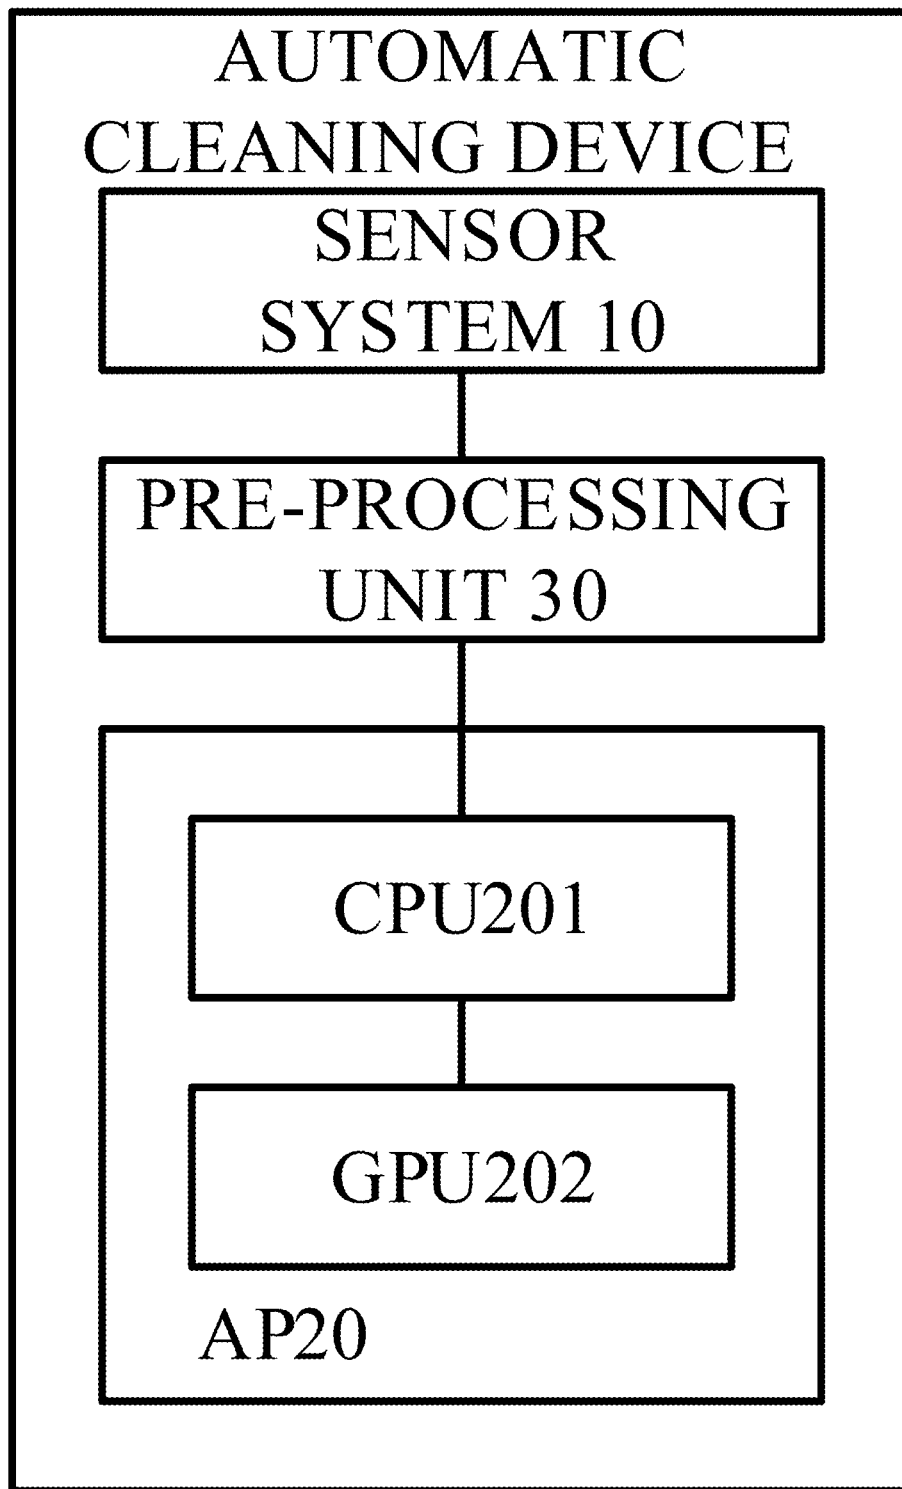 AUTOMATIC
CLEANING DEVICE
SENSOR
SYSTEM 10
PRE-PROCESSING
UNIT 30
CPU201
GPU202
AP20